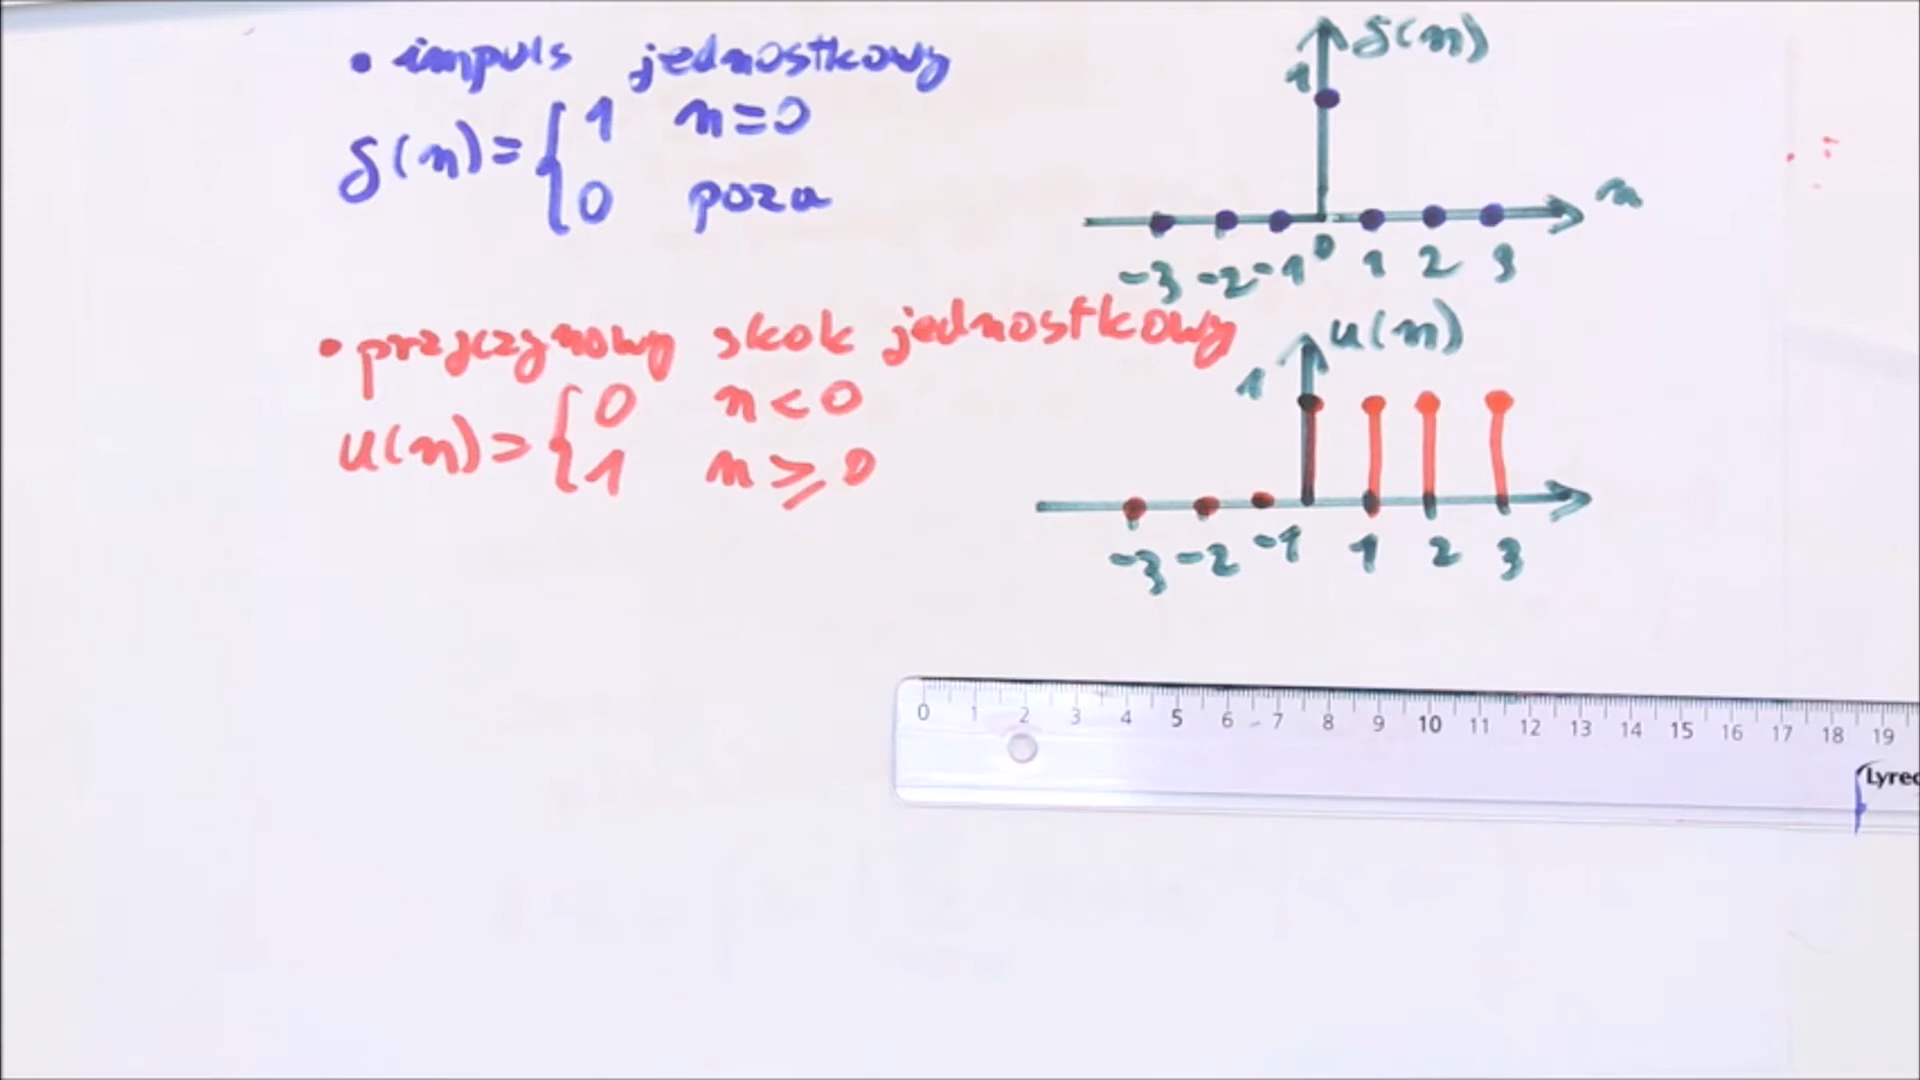 • impuls jednostkowy
δ(n) = { 1 n=0
0 poza
δ(n)
1
n
-3 -2 -1 0 1 2 3
• przyczynowy skok jednostkowy
u(n) = { 0 n<0
1 n ≥ 0
u(n)
1
-3 -2 -1 1 2 3
0 1 2 3 4 5 6 7 8 9 10 11 12 13 14 15 16 17 18 19
Lyrec